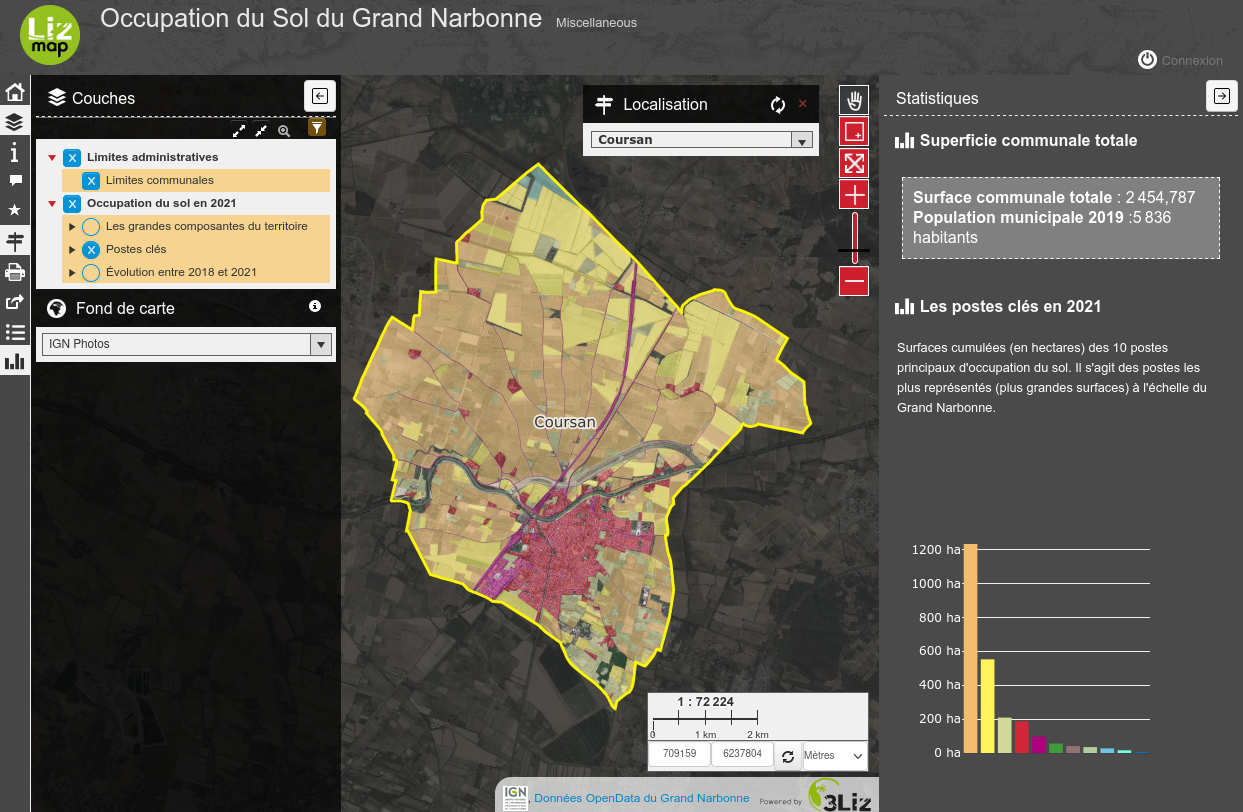 Liz
map
Occupation du Sol du Grand Narbonne Miscellaneous
Connexion
Couches
X Limites administratives
X Limites communales
X Occupation du sol en 2021
Les grandes composantes du territoire
X Postes clés
Évolution entre 2018 et 2021
Fond de carte
IGN Photos
Localisation
Coursan
Coursan
1 : 72 224
0 1 km 2 km
709159 6237804 Mètres
IGN
Données OpenData du Grand Narbonne Powered by 3Liz
Statistiques
Superficie communale totale
Surface communale totale : 2 454,787
Population municipale 2019 :5 836
habitants
Les postes clés en 2021
Surfaces cumulées (en hectares) des 10 postes
principaux d'occupation du sol. Il s'agit des postes les
plus représentés (plus grandes surfaces) à l'échelle du
Grand Narbonne.
1200 ha
1000 ha
800 ha
600 ha
400 ha
200 ha
0 ha